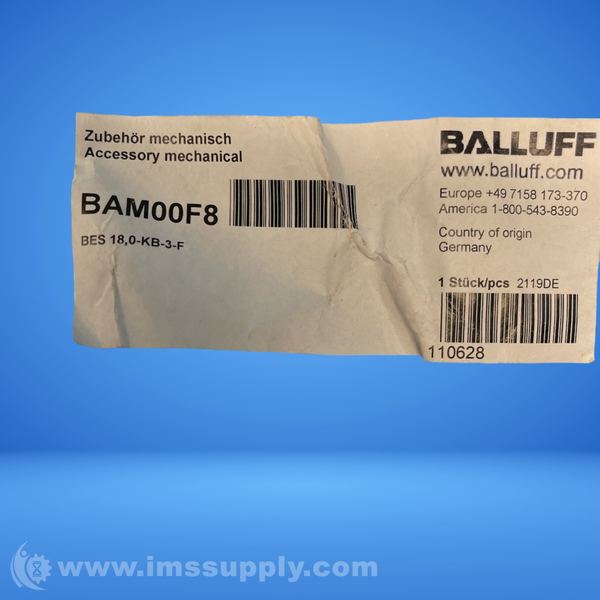 Zubehör mechanisch
Accessory mechanical
BAM00F8
BES 18,0-KB-3-F
BALLUFF
www.balluff.com
Europe +49 7158 173-370
America 1-800-543-8390
Country of origin
Germany
1 Stück/pcs 2119DE
110628
www.imssupply.com